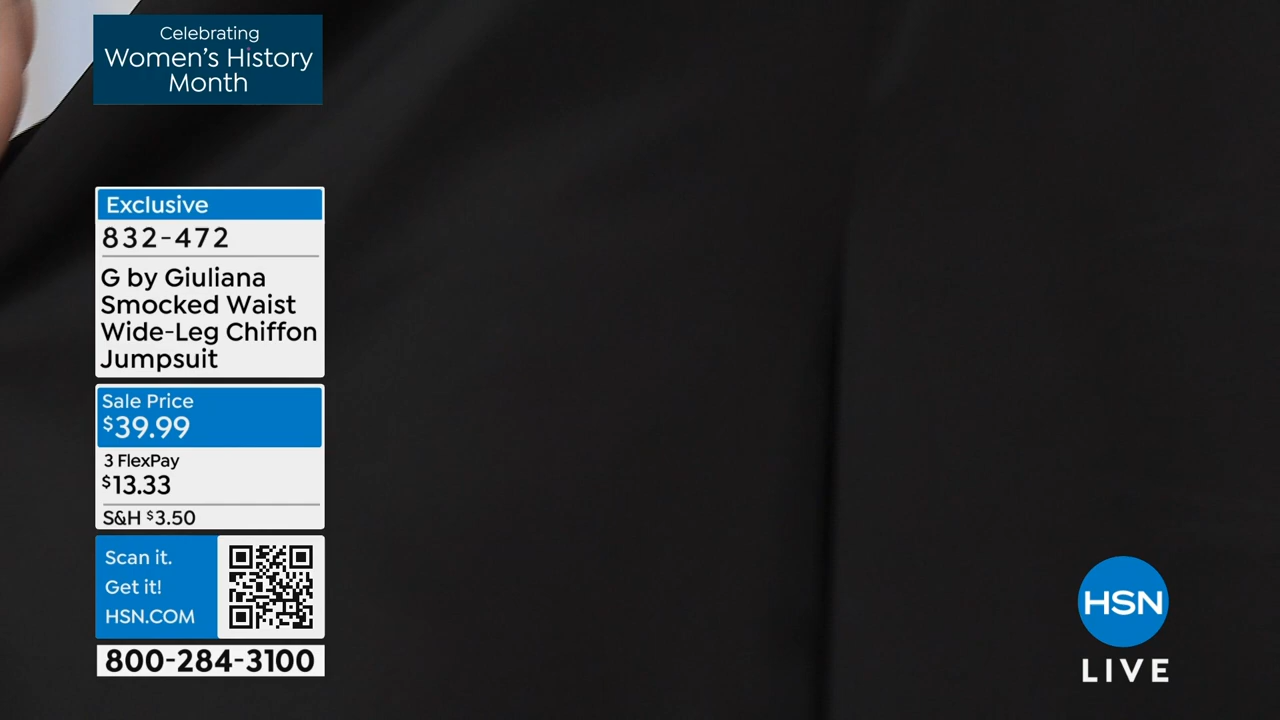 Celebrating
Women's History
Month
Exclusive
832-472
G by Giuliana
Smocked Waist
Wide-Leg Chiffon
Jumpsuit
Sale Price
$39.99
3 FlexPay
$13.33
S&H $3.50
Scan it.
Get it!
HSN.COM
800-284-3100
HSN
LIVE